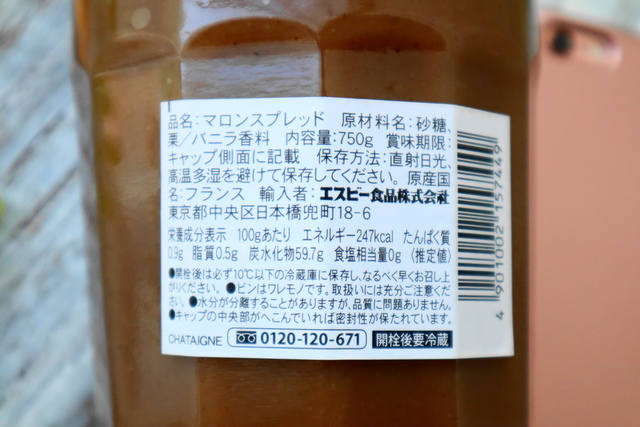 品名:マロンスプレッド 原材料名:砂糖、
栗/バニラ香料 内容量:750g 賞味期限:
キャップ側面に記載 保存方法:直射日光、
高温多湿を避けて保存してください。 原産国
名:フランス 輸入者:エスビー食品株式会社
東京都中央区日本橋兜町18-6
栄養成分表示 100gあたり エネルギー247kcal たんぱく質
0.9g 脂質0.5g 炭水化物59.7g 食塩相当量0g (推定値)
●開栓後は必ず10℃以下の冷蔵庫に保存し、なるべく早くお召し上
がりください。●ビンはワレモノです。取扱いには充分ご注意くださ
い。●水分が分離することがありますが、品質に問題ありません。
●キャップの中央部がへこんでいれば密封性が保たれています。
CHATAIGNE 0120-120-671 開栓後要冷蔵
4 901002 157449